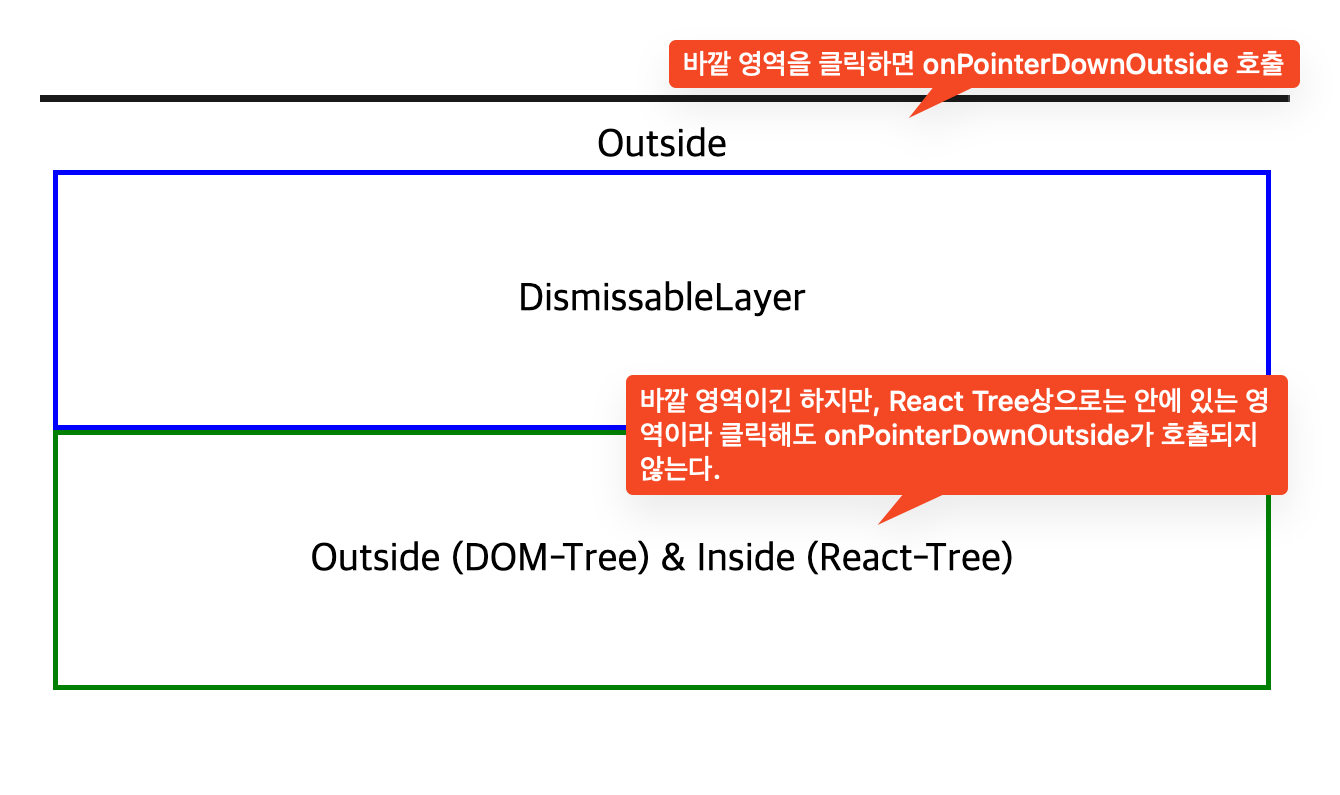 바깥 영역을 클릭하면 onPointerDownOutside 호출
Outside
DismissableLayer
바깥 영역이긴 하지만, React Tree상으로는 안에 있는 영
역이라 클릭해도 onPointerDownOutside가 호출되지
않는다.
Outside (DOM-Tree) & Inside (React-Tree)